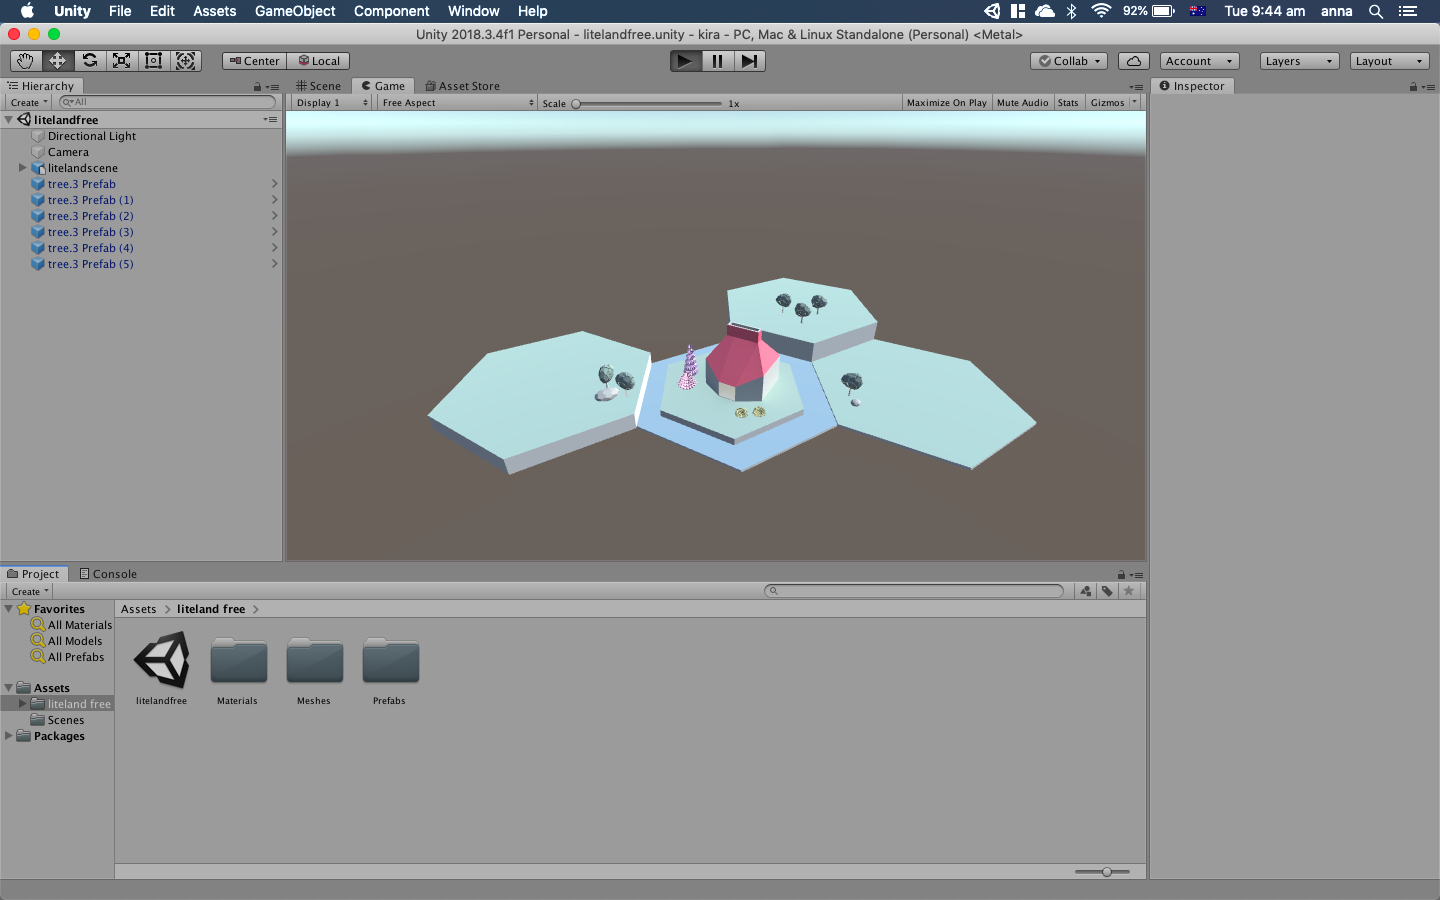 Unity File Edit Assets GameObject Component Window Help 92% Tue 9:44 am anna
Unity 2018.3.4f1 Personal - litelandfree.unity - kira - PC, Mac & Linux Standalone (Personal) <Metal>
Center Local Collab Account Layers Layout
Hierarchy Scene Game Asset Store Inspector
Create All Display 1 Free Aspect Scale 1x Maximize On Play Mute Audio Stats Gizmos
litelandfree
Directional Light
Camera
litelandscene
tree.3 Prefab
tree.3 Prefab (1)
tree.3 Prefab (2)
tree.3 Prefab (3)
tree.3 Prefab (4)
tree.3 Prefab (5)
Project Console
Create
Favorites
All Materials
All Models
All Prefabs
Assets
liteland free
Scenes
Packages
Assets liteland free
litelandfree Materials Meshes Prefabs